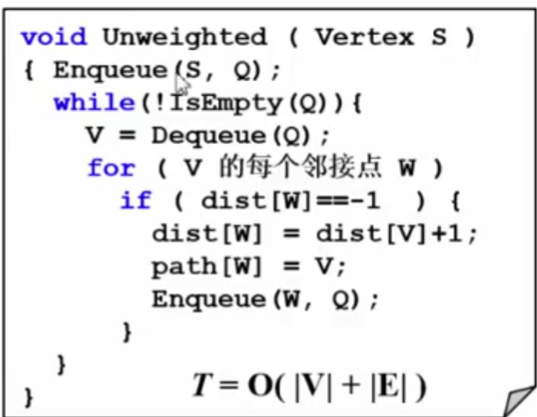 void Unweighted ( Vertex S )
{ Enqueue(S, Q);
while(!IsEmpty(Q)){
V = Dequeue(Q);
for ( V 的每个邻接点 W )
if ( dist[W]==-1 ) {
dist[W] = dist[V]+1;
path[W] = V;
Enqueue(W, Q);
}
}
}
T = O( |V| + |E| )